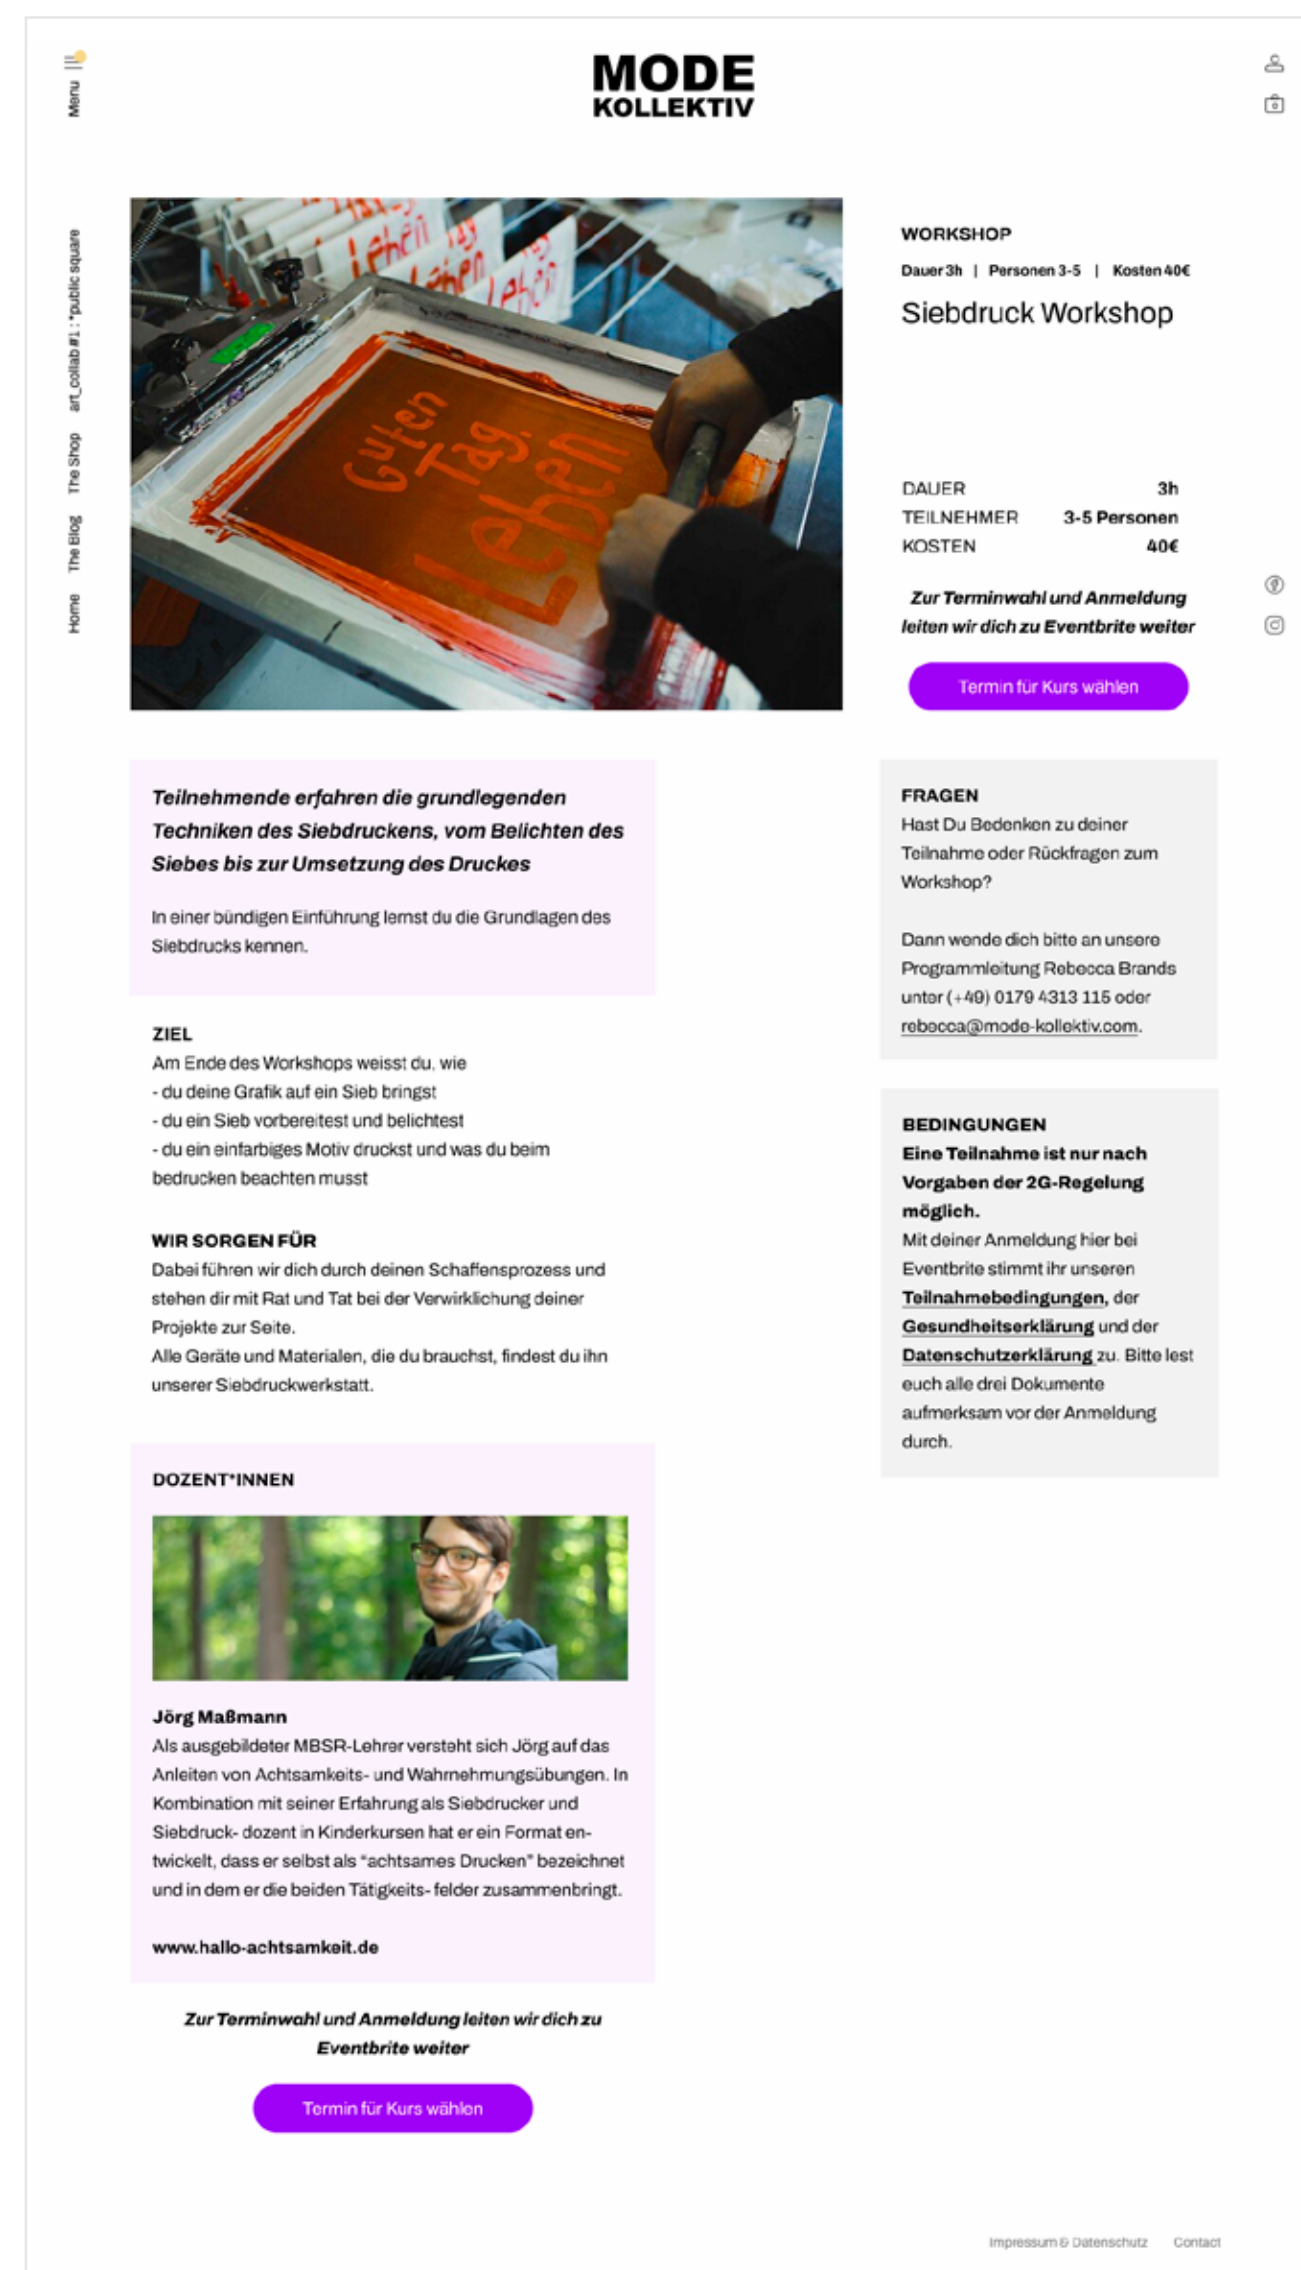 Menu
MODE
KOLLEKTIV
Home The Blog The Shop art_collab#1 : *public square
Guten
Tag,
Leben
WORKSHOP
Dauer 3h | Personen 3-5 | Kosten 40€
Siebdruck Workshop
DAUER 3h
TEILNEHMER 3-5 Personen
KOSTEN 40€
Zur Terminwahl und Anmeldung
leiten wir dich zu Eventbrite weiter
Termin für Kurs wählen
Teilnehmende erfahren die grundlegenden
Techniken des Siebdruckens, vom Belichten des
Siebes bis zur Umsetzung des Druckes
In einer bündigen Einführung lernst du die Grundlagen des
Siebdrucks kennen.
ZIEL
Am Ende des Workshops weisst du, wie
- du deine Grafik auf ein Sieb bringst
- du ein Sieb vorbereitest und belichtest
- du ein einfarbiges Motiv druckst und was du beim
bedrucken beachten musst
WIR SORGEN FÜR
Dabei führen wir dich durch deinen Schaffensprozess und
stehen dir mit Rat und Tat bei der Verwirklichung deiner
Projekte zur Seite.
Alle Geräte und Materialen, die du brauchst, findest du ihn
unserer Siebdruckwerkstatt.
DOZENT*INNEN
Jörg Maßmann
Als ausgebildeter MBSR-Lehrer versteht sich Jörg auf das
Anleiten von Achtsamkeits- und Wahrnehmungsübungen. In
Kombination mit seiner Erfahrung als Siebdrucker und
Siebdruck- dozent in Kinderkursen hat er ein Format en-
twickelt, dass er selbst als “achtsames Drucken” bezeichnet
und in dem er die beiden Tätigkeits- felder zusammenbringt.
www.hallo-achtsamkeit.de
Zur Terminwahl und Anmeldung leiten wir dich zu
Eventbrite weiter
Termin für Kurs wählen
FRAGEN
Hast Du Bedenken zu deiner
Teilnahme oder Rückfragen zum
Workshop?
Dann wende dich bitte an unsere
Programmleitung Rebecca Brands
unter (+49) 0179 4313 115 oder
rebecca@mode-kollektiv.com.
BEDINGUNGEN
Eine Teilnahme ist nur nach
Vorgaben der 2G-Regelung
möglich.
Mit deiner Anmeldung hier bei
Eventbrite stimmt ihr unseren
Teilnahmebedingungen, der
Gesundheitserklärung und der
Datenschutzerklärung zu. Bitte lest
euch alle drei Dokumente
aufmerksam vor der Anmeldung
durch.
Impressum & Datenschutz Contact